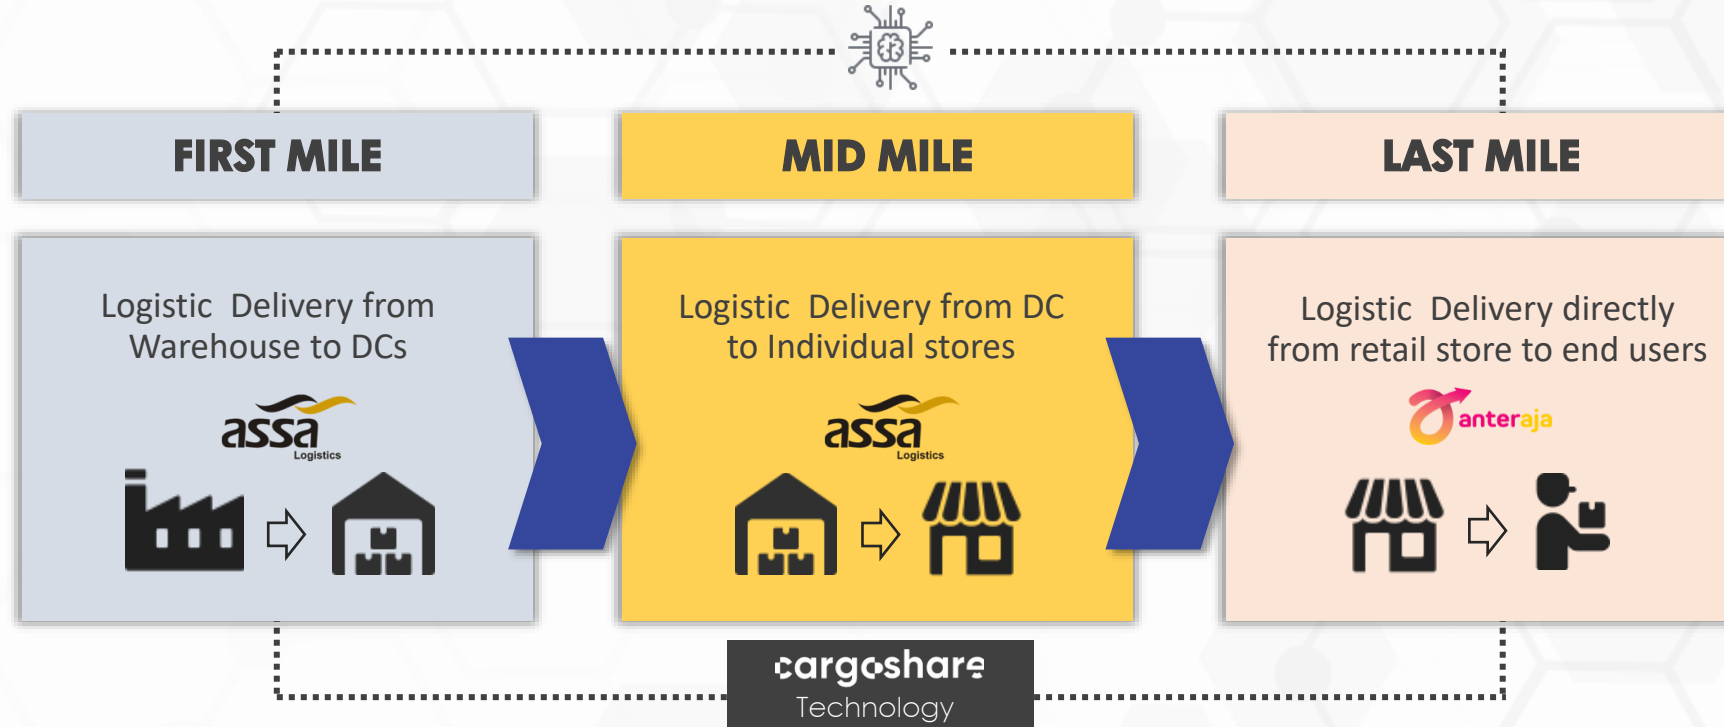 FIRST MILE
MID MILE
LAST MILE
Logistic Delivery from
Warehouse to DCs
assa
Logistics
Logistic Delivery from DC
to Individual stores
assa
Logistics
Logistic Delivery directly
from retail store to end users
anteraja
cargoshare
Technology